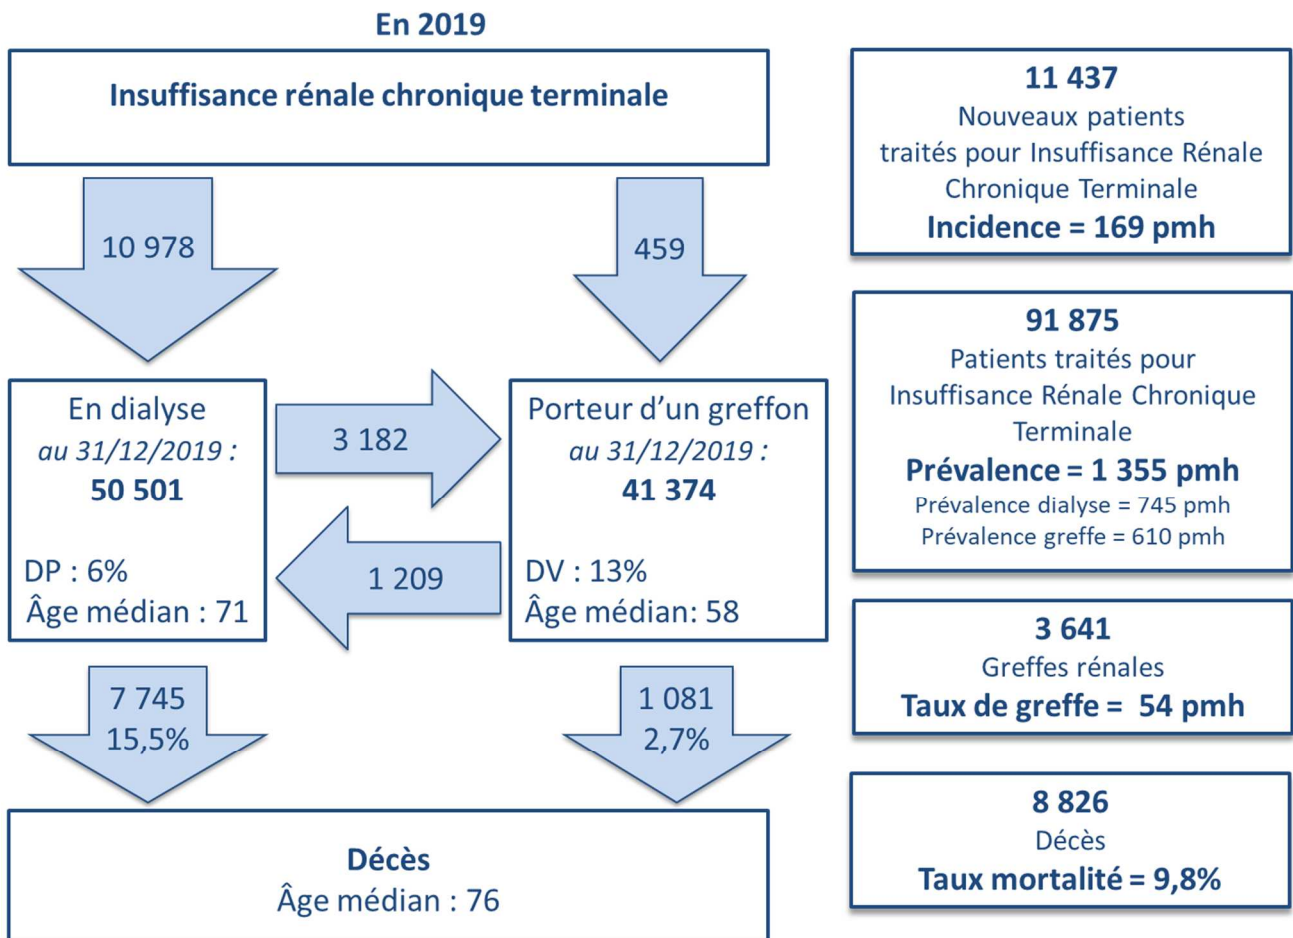 En 2019
Insuffisance rénale chronique terminale
10 978
459
En dialyse
au 31/12/2019 :
50 501
DP : 6%
Âge médian : 71
3 182
1 209
Porteur d’un greffon
au 31/12/2019 :
41 374
DV : 13%
Âge médian: 58
7 745
15,5%
1 081
2,7%
Décès
Âge médian : 76
11 437
Nouveaux patients
traités pour Insuffisance Rénale
Chronique Terminale
Incidence = 169 pmh
91 875
Patients traités pour
Insuffisance Rénale Chronique
Terminale
Prévalence = 1 355 pmh
Prévalence dialyse = 745 pmh
Prévalence greffe = 610 pmh
3 641
Greffes rénales
Taux de greffe = 54 pmh
8 826
Décès
Taux mortalité = 9,8%